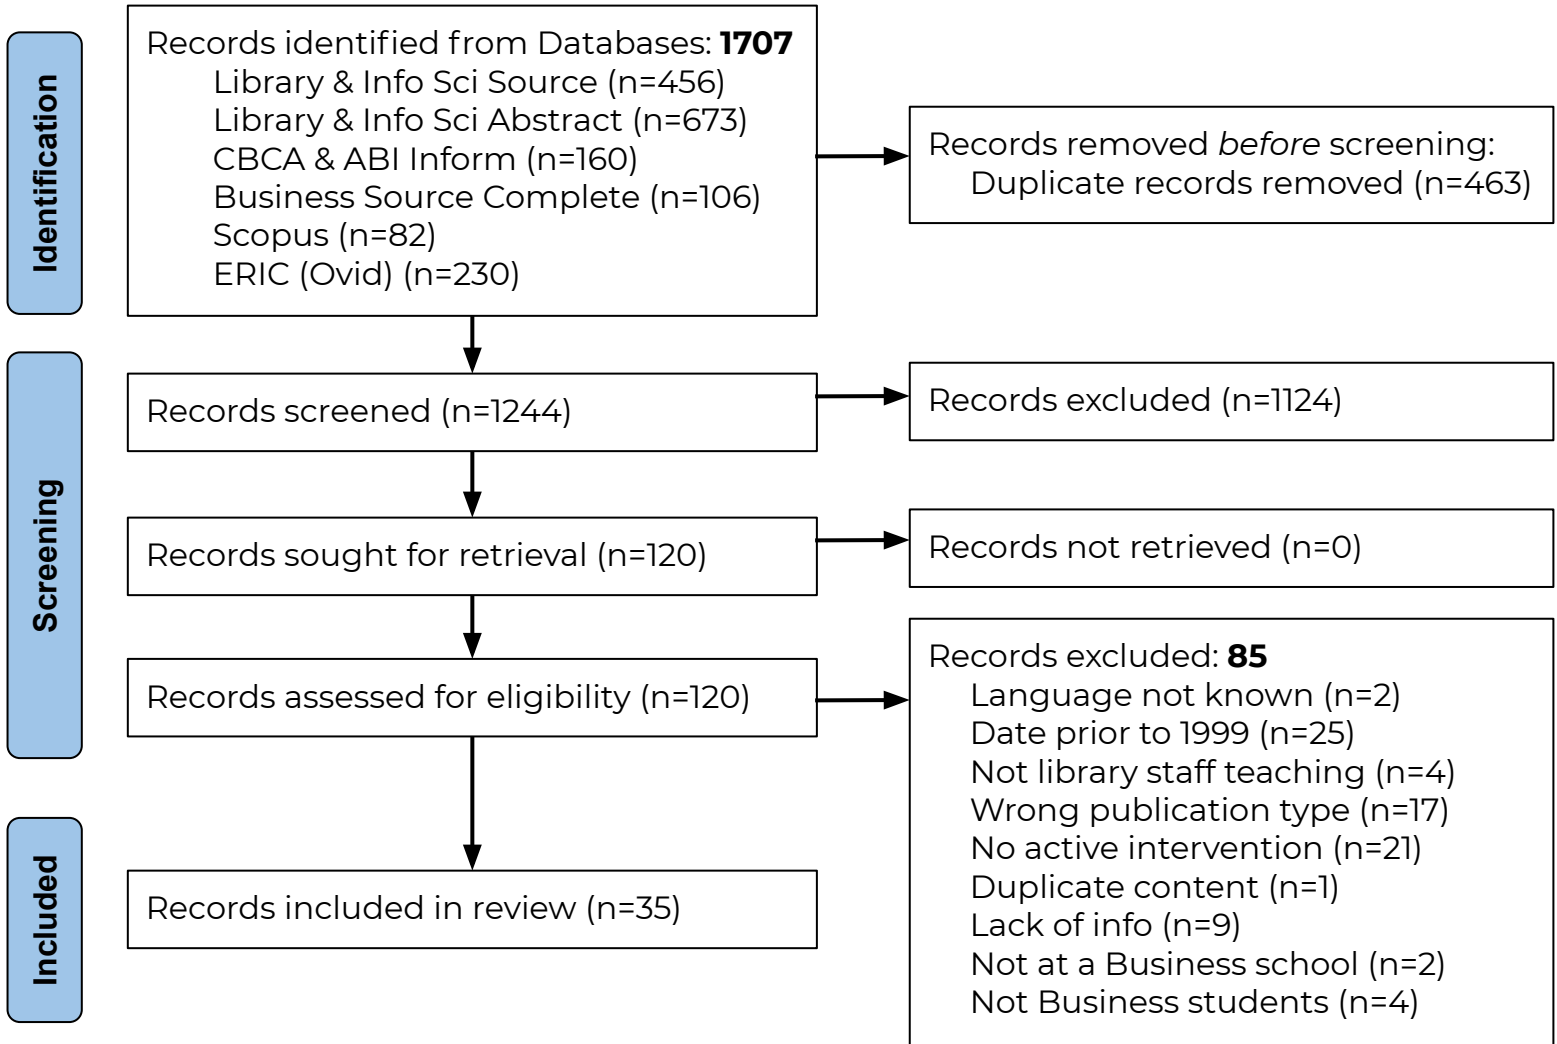 Identification
Records identified from Databases: 1707
Library & Info Sci Source (n=456)
Library & Info Sci Abstract (n=673)
CBCA & ABI Inform (n=160)
Business Source Complete (n=106)
Scopus (n=82)
ERIC (Ovid) (n=230)
Records removed before screening:
Duplicate records removed (n=463)
Screening
Records screened (n=1244)
Records excluded (n=1124)
Records sought for retrieval (n=120)
Records not retrieved (n=0)
Records assessed for eligibility (n=120)
Records excluded: 85
Language not known (n=2)
Date prior to 1999 (n=25)
Not library staff teaching (n=4)
Wrong publication type (n=17)
No active intervention (n=21)
Duplicate content (n=1)
Lack of info (n=9)
Not at a Business school (n=2)
Not Business students (n=4)
Included
Records included in review (n=35)